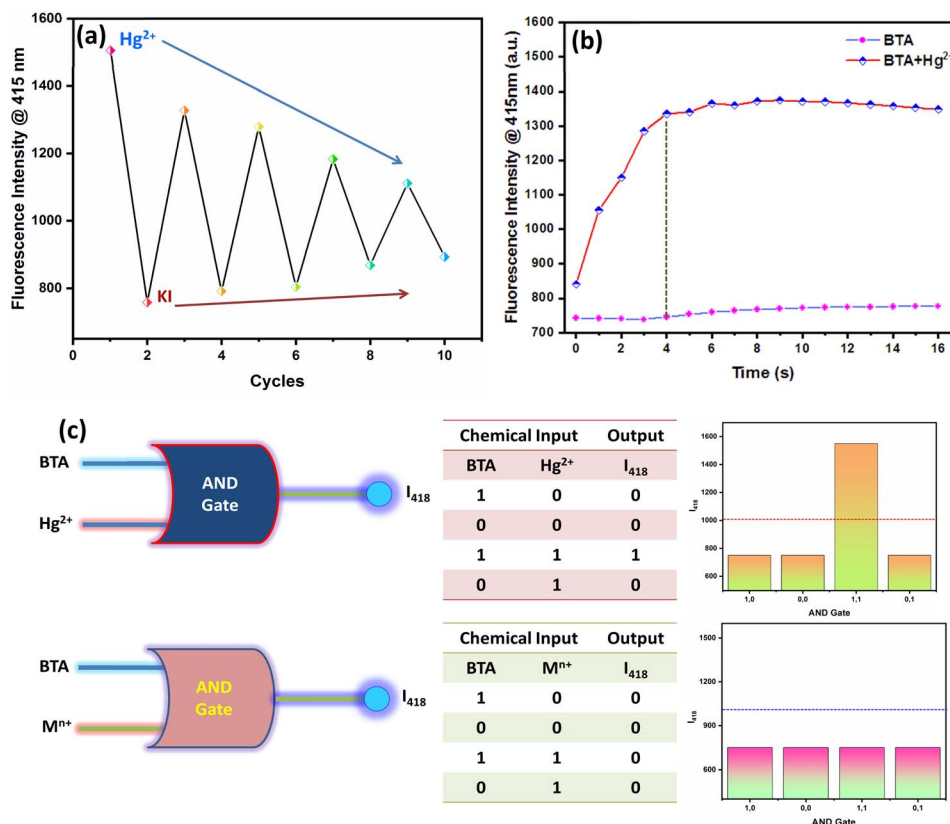 (a)
Hg²⁺
KI
Fluorescence Intensity @ 415 nm
1600
1400
1200
1000
800
0 2 4 6 8 10
Cycles
(b)
BTA
BTA+Hg²⁺
Fluorescence Intensity @ 415nm (a.u.)
1500
1400
1300
1200
1100
1000
900
800
700
0 2 4 6 8 10 12 14 16
Time (s)
(c)
BTA
Hg²⁺
AND
Gate
I₄₁₈
Chemical Input Output
BTA Hg²⁺ I₄₁₈
1 0 0
0 0 0
1 1 1
0 1 0
I₄₁₈
1600
1400
1200
1000
800
600
1,0 0,0 1,1 0,1
AND Gate
BTA
Mⁿ⁺
AND
Gate
I₄₁₈
Chemical Input Output
BTA Mⁿ⁺ I₄₁₈
1 0 0
0 0 0
1 1 0
0 1 0
I₄₁₈
1500
1200
900
600
1,0 0,0 1,1 0,1
AND Gate